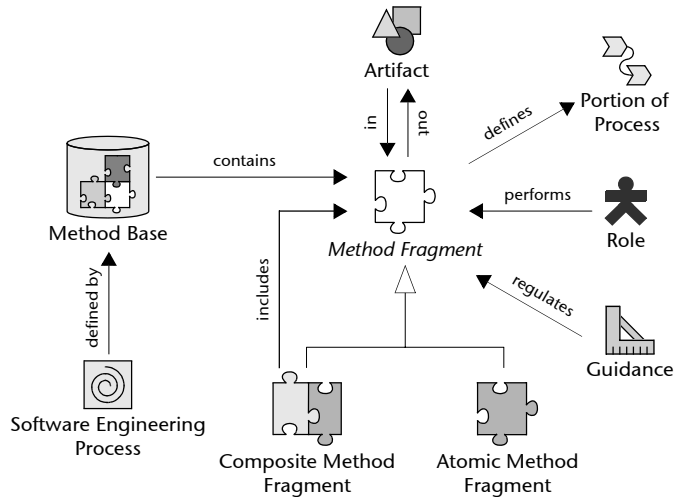 Artifact
Portion of
Process
in
out
defines
contains
performs
Method Base
Method Fragment
Role
defined by
includes
regulates
Guidance
Software Engineering
Process
Composite Method
Fragment
Atomic Method
Fragment